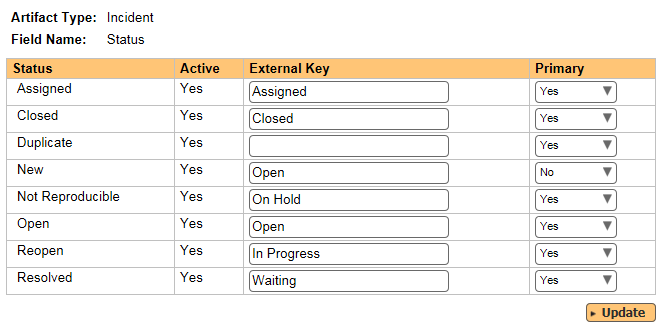 Artifact Type: Incident
Field Name: Status
Status Active External Key Primary
Assigned Yes Assigned Yes
Closed Yes Closed Yes
Duplicate Yes Yes
New Yes Open No
Not Reproducible Yes On Hold Yes
Open Yes Open Yes
Reopen Yes In Progress Yes
Resolved Yes Waiting Yes
Update